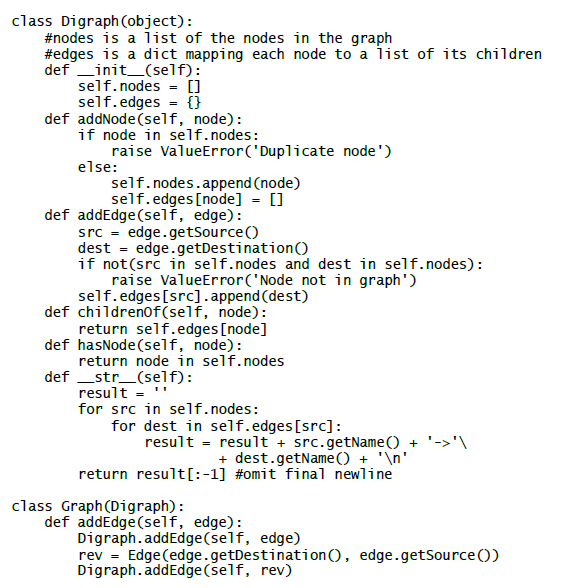 class Digraph(object):
    #nodes is a list of the nodes in the graph
    #edges is a dict mapping each node to a list of its children
    def __init__(self):
        self.nodes = []
        self.edges = {}
    def addNode(self, node):
        if node in self.nodes:
            raise ValueError('Duplicate node')
        else:
            self.nodes.append(node)
            self.edges[node] = []
    def addEdge(self, edge):
        src = edge.getSource()
        dest = edge.getDestination()
        if not(src in self.nodes and dest in self.nodes):
            raise ValueError('Node not in graph')
        self.edges[src].append(dest)
    def childrenOf(self, node):
        return self.edges[node]
    def hasNode(self, node):
        return node in self.nodes
    def __str__(self):
        result = ''
        for src in self.nodes:
            for dest in self.edges[src]:
                result = result + src.getName() + '->'\
                         + dest.getName() + '\n'
        return result[:-1] #omit final newline

class Graph(Digraph):
    def addEdge(self, edge):
        Digraph.addEdge(self, edge)
        rev = Edge(edge.getDestination(), edge.getSource())
        Digraph.addEdge(self, rev)